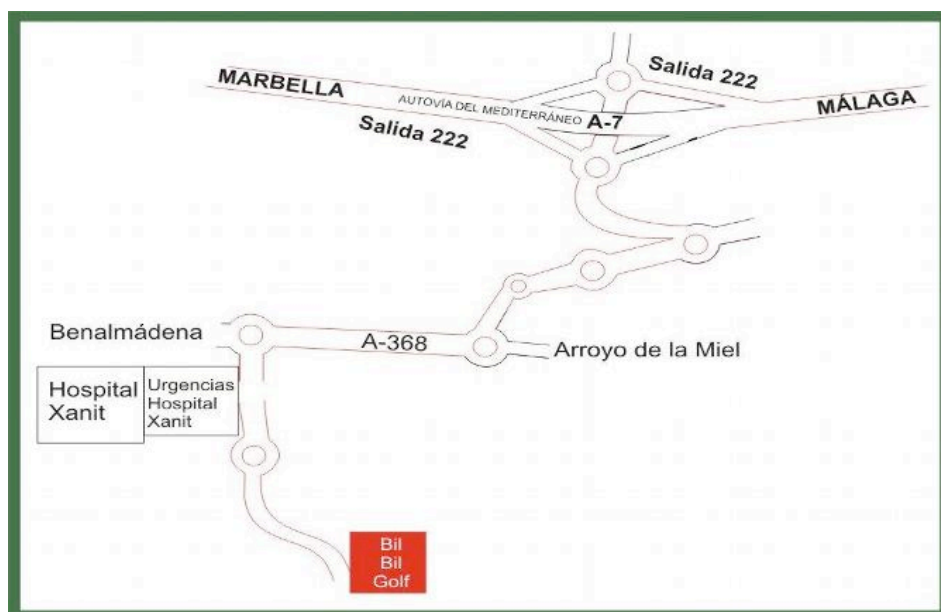 Salida 222
MARBELLA
AUTOVÍA DEL MEDITERRÁNEO
A-7
MÁLAGA
Salida 222
Benalmádena
A-368
Arroyo de la Miel
Hospital
Xanit
Urgencias
Hospital
Xanit
Bil
Bil
Golf